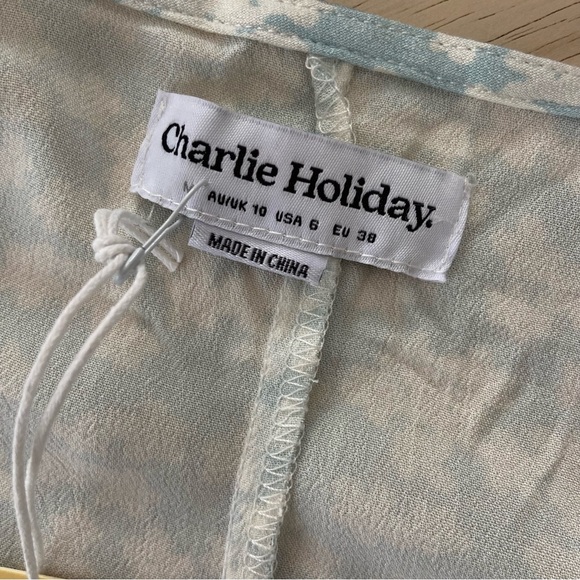 Charlie Holiday.
M AU/UK 10 USA 6 EU 38
MADE IN CHINA